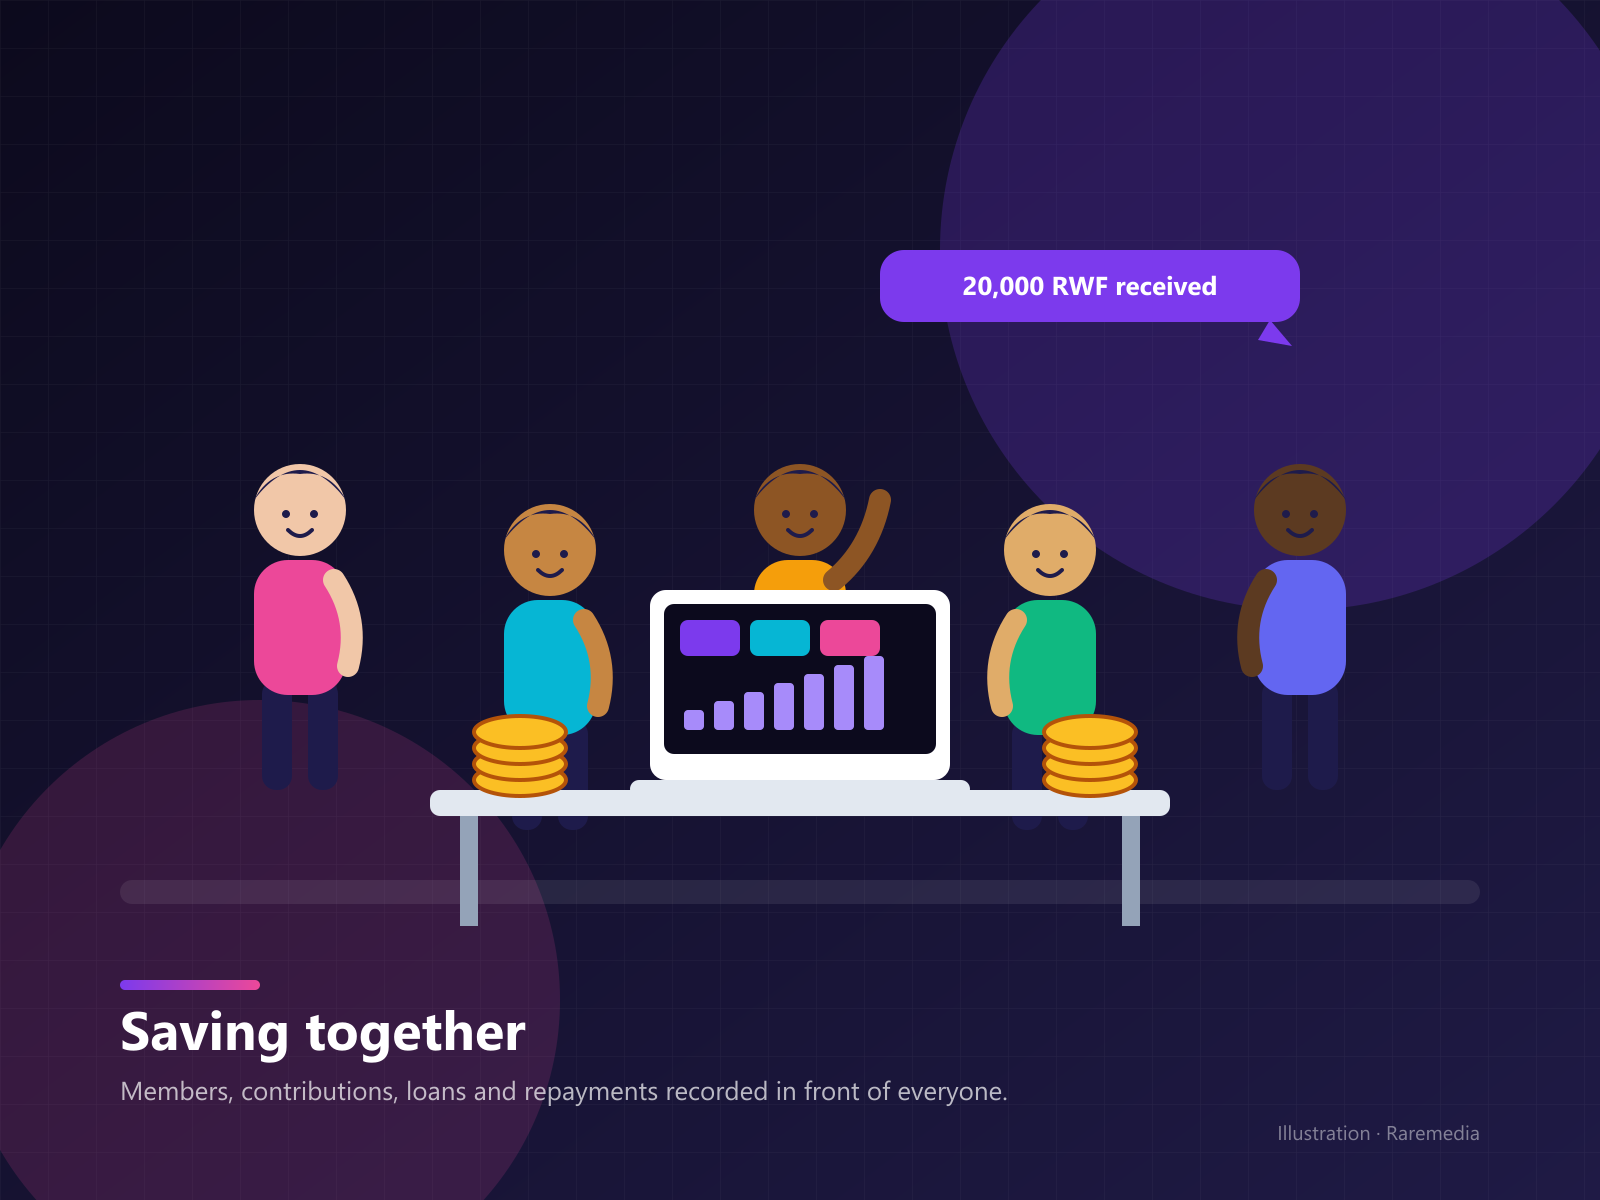 20,000 RWF received
Saving together
Members, contributions, loans and repayments recorded in front of everyone.
Illustration · Raremedia